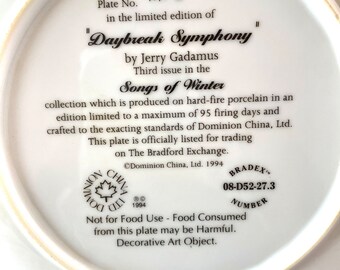 Plate No.
in the limited edition of
"Daybreak Symphony"
by Jerry Gadamus
Third issue in the
Songs of Winter
collection which is produced on hard-fire porcelain in an
edition limited to a maximum of 95 firing days and
crafted to the exacting standards of Dominion China, Ltd.
This plate is officially listed for trading
on The Bradford Exchange.
©Dominion China, Ltd. 1994
DOMINION CHINA LTD
®©
1994
BRADEX™
08-D52-27.3
NUMBER
Not for Food Use - Food Consumed
from this plate may be Harmful.
Decorative Art Object.